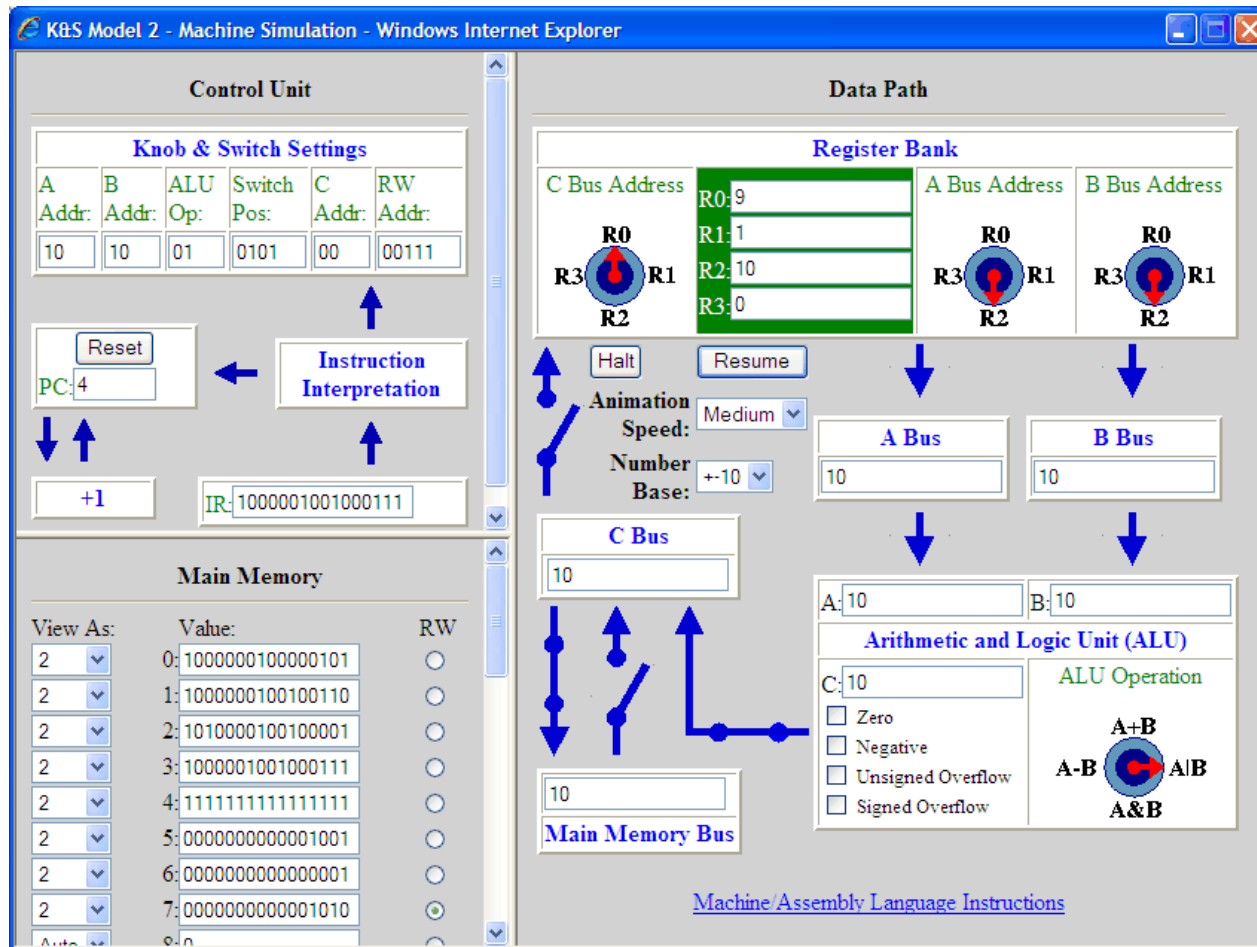 K&S Model 2 - Machine Simulation - Windows Internet Explorer
Control Unit
Knob & Switch Settings
A Addr: B Addr: ALU Op: Switch Pos: C Addr: RW Addr:
10 10 01 0101 00 00111
Reset
PC: 4
Instruction
Interpretation
+1
IR: 1000001001000111
Main Memory
View As: Value: RW
2 0: 1000000100000101
2 1: 1000000100100110
2 2: 1010000100100001
2 3: 1000001001000111
2 4: 1111111111111111
2 5: 0000000000001001
2 6: 0000000000000001
2 7: 0000000000001010
Auto 8: 0
Data Path
Register Bank
C Bus Address
R0
R3 R1
R2
R0: 9
R1: 1
R2: 10
R3: 0
A Bus Address
R0
R3 R1
R2
B Bus Address
R0
R3 R1
R2
Halt Resume
Animation
Speed: Medium
Number
Base: +-10
A Bus
10
B Bus
10
C Bus
10
A: 10 B: 10
Arithmetic and Logic Unit (ALU)
C: 10
Zero
Negative
Unsigned Overflow
Signed Overflow
ALU Operation
A+B
A-B A|B
A&B
10
Main Memory Bus
Machine/Assembly Language Instructions